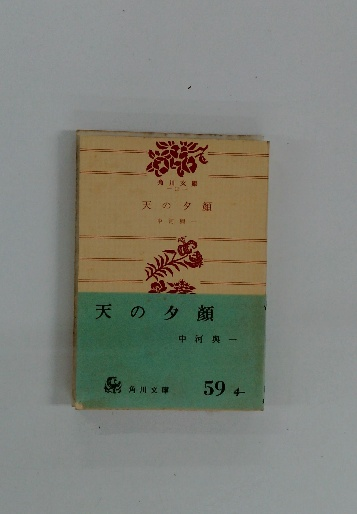 角川文庫
天の夕顔
中河與一
天の夕顔
中河與一
角川文庫 59